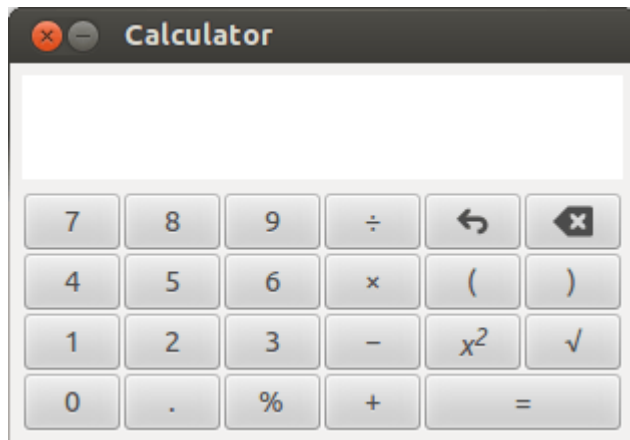 Calculator
7 8 9 ÷
4 5 6 × ( )
1 2 3 − x² √
0 . % + =